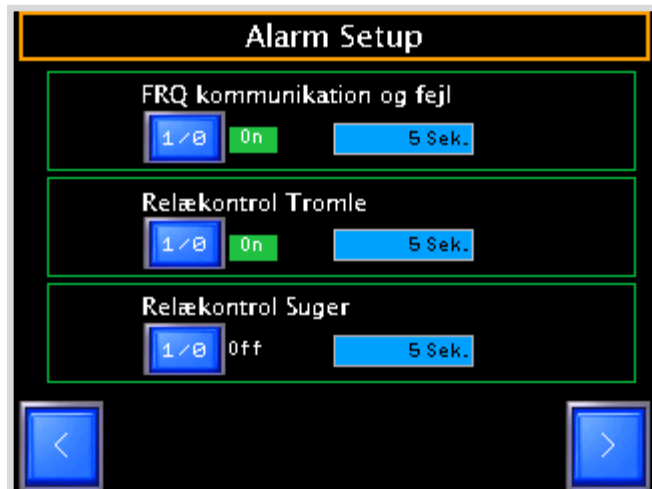 Alarm Setup
FRQ kommunikation og fejl
1/0 On 5 Sek.
Relækontrol Tromle
1/0 On 5 Sek.
Relækontrol Suger
1/0 Off 5 Sek.
< >